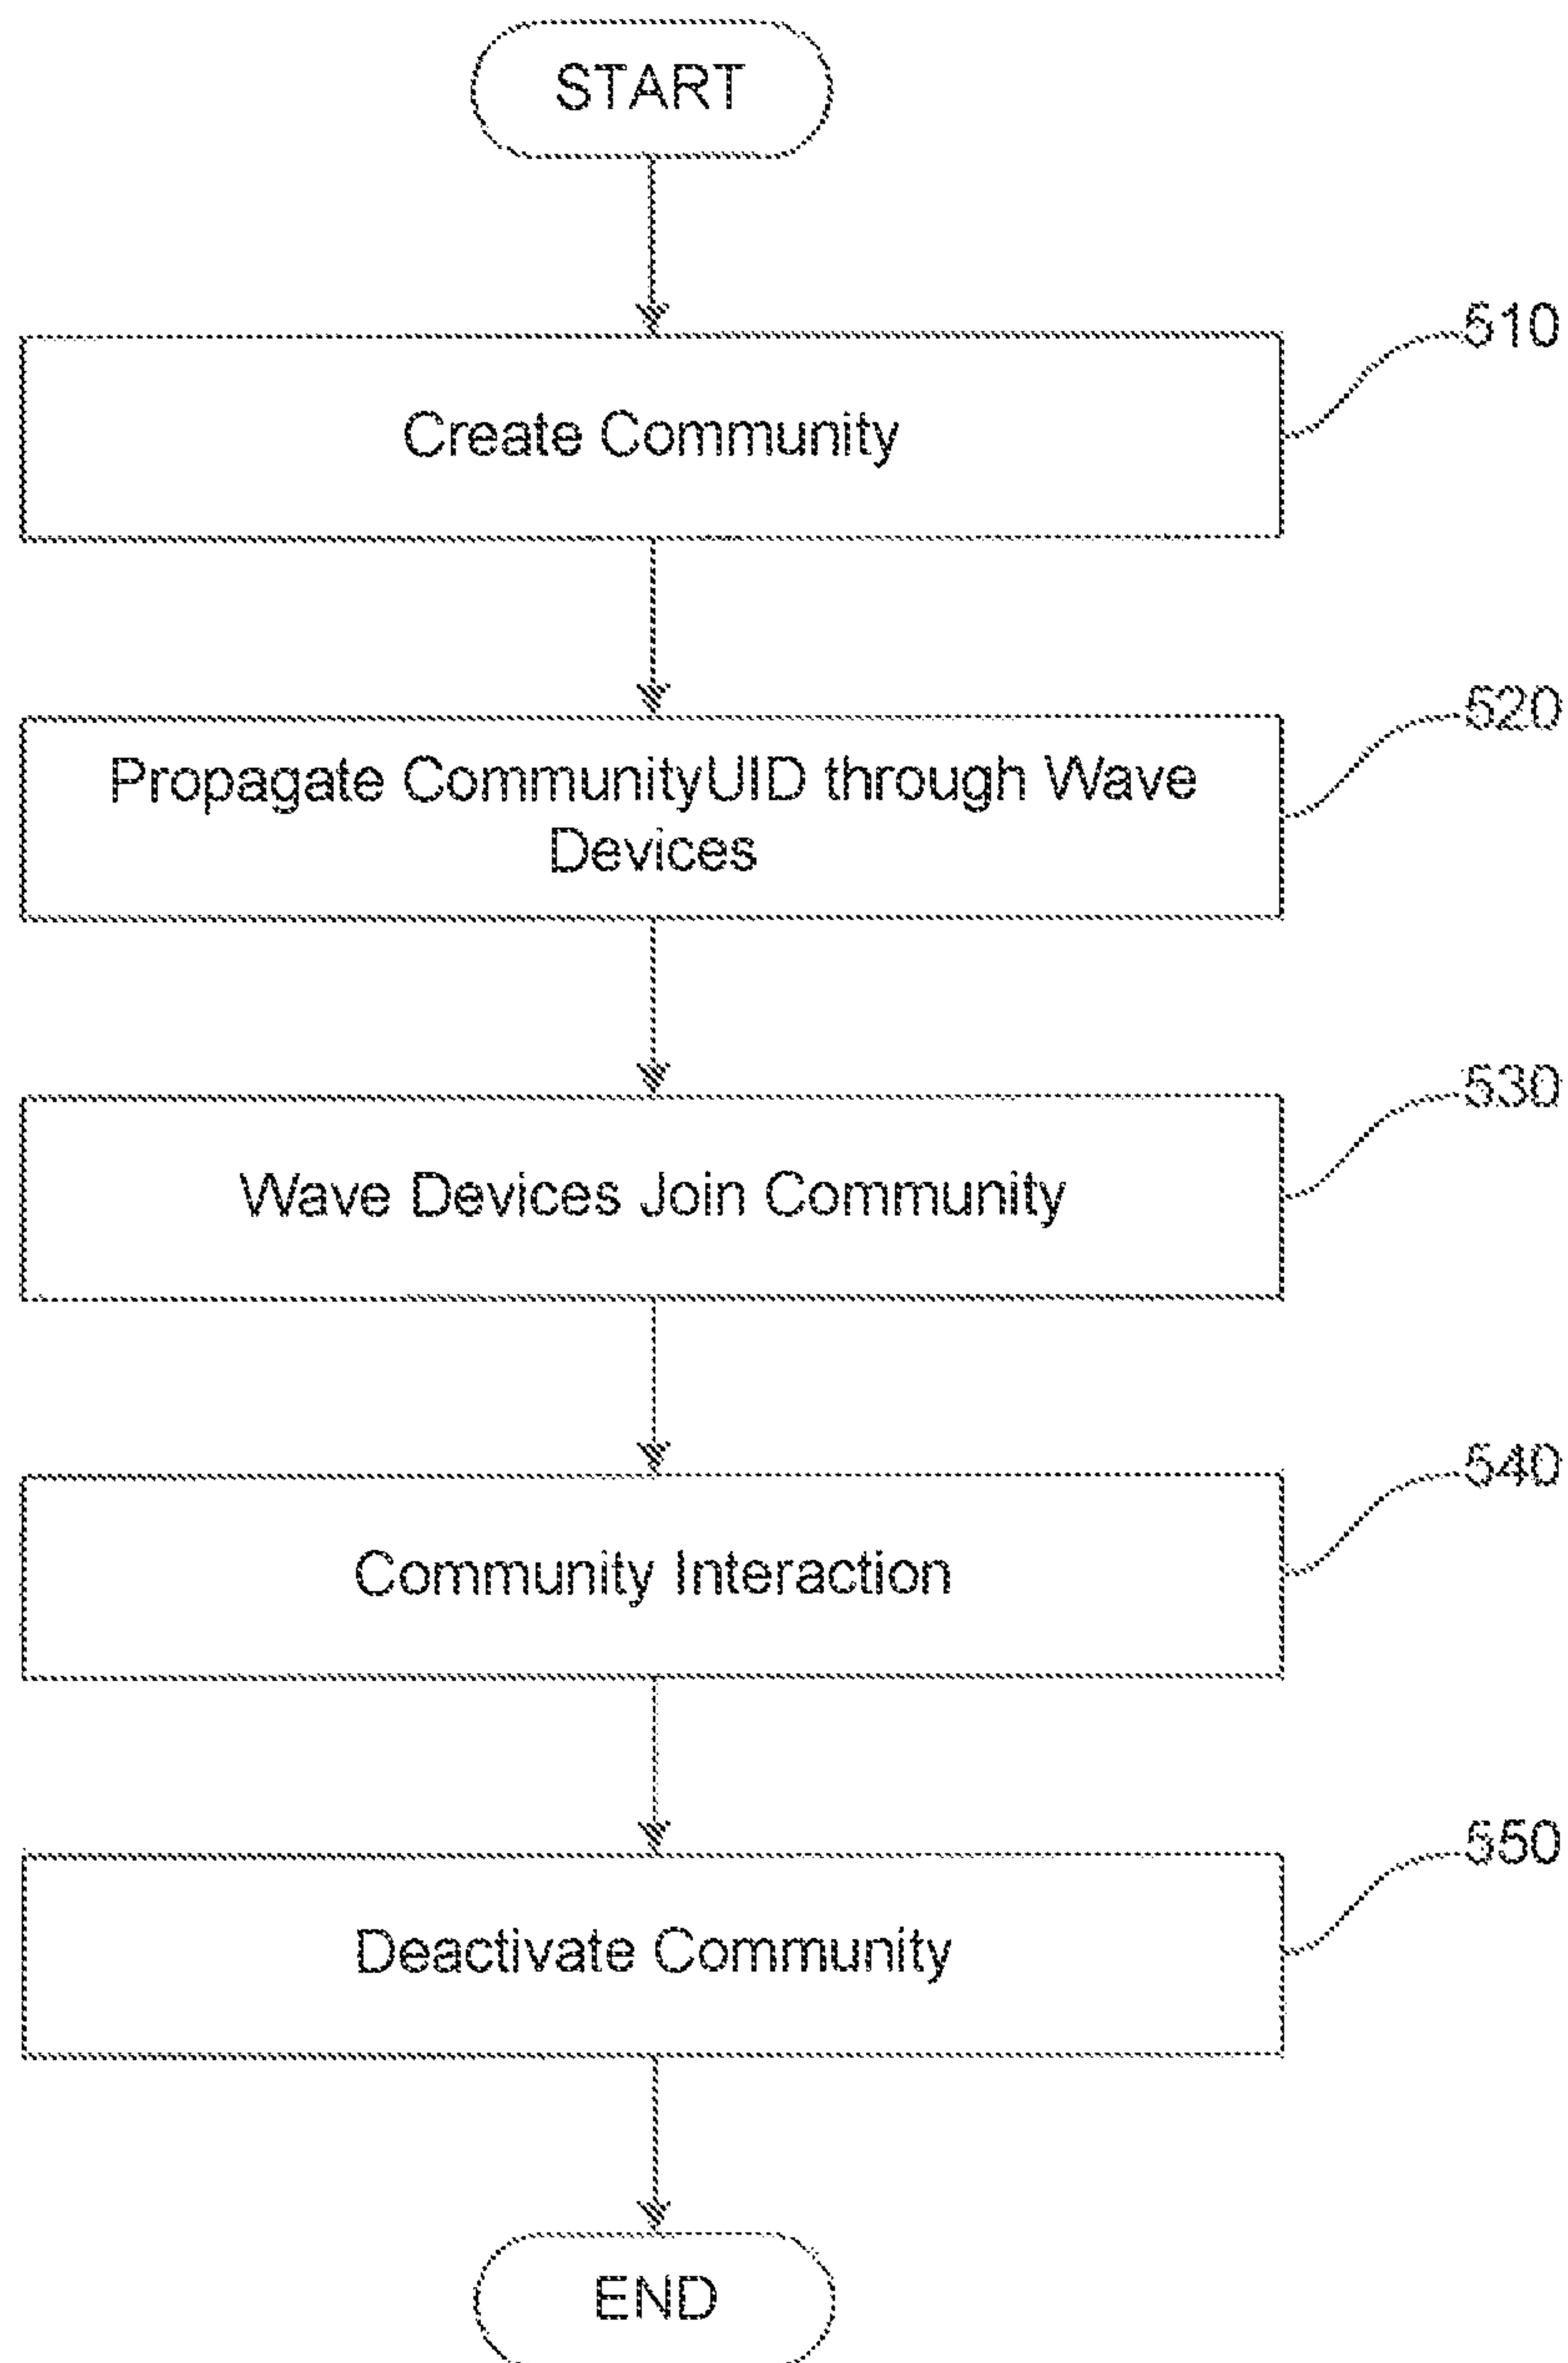 START
510
Create Community
520
Propagate CommunityUID through Wave
Devices
530
Wave Devices Join Community
540
Community Interaction
550
Deactivate Community
END